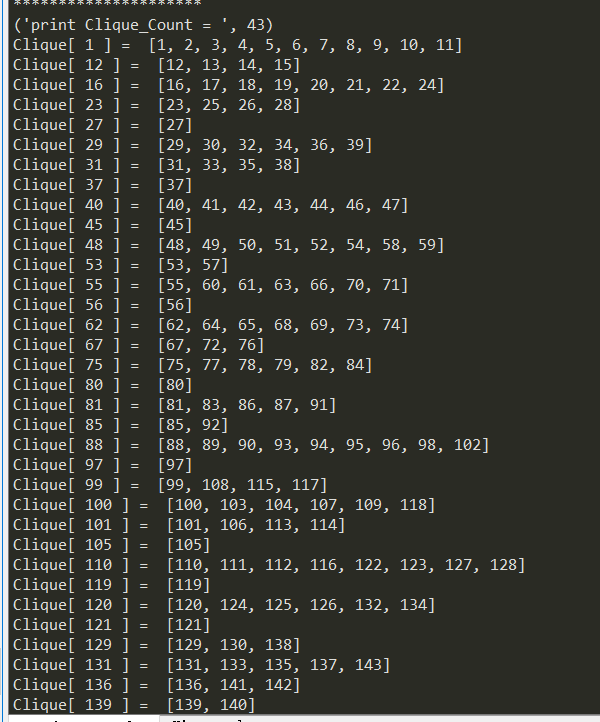 *********************
('print Clique_Count = ', 43)
Clique[ 1 ] =  [1, 2, 3, 4, 5, 6, 7, 8, 9, 10, 11]
Clique[ 12 ] =  [12, 13, 14, 15]
Clique[ 16 ] =  [16, 17, 18, 19, 20, 21, 22, 24]
Clique[ 23 ] =  [23, 25, 26, 28]
Clique[ 27 ] =  [27]
Clique[ 29 ] =  [29, 30, 32, 34, 36, 39]
Clique[ 31 ] =  [31, 33, 35, 38]
Clique[ 37 ] =  [37]
Clique[ 40 ] =  [40, 41, 42, 43, 44, 46, 47]
Clique[ 45 ] =  [45]
Clique[ 48 ] =  [48, 49, 50, 51, 52, 54, 58, 59]
Clique[ 53 ] =  [53, 57]
Clique[ 55 ] =  [55, 60, 61, 63, 66, 70, 71]
Clique[ 56 ] =  [56]
Clique[ 62 ] =  [62, 64, 65, 68, 69, 73, 74]
Clique[ 67 ] =  [67, 72, 76]
Clique[ 75 ] =  [75, 77, 78, 79, 82, 84]
Clique[ 80 ] =  [80]
Clique[ 81 ] =  [81, 83, 86, 87, 91]
Clique[ 85 ] =  [85, 92]
Clique[ 88 ] =  [88, 89, 90, 93, 94, 95, 96, 98, 102]
Clique[ 97 ] =  [97]
Clique[ 99 ] =  [99, 108, 115, 117]
Clique[ 100 ] =  [100, 103, 104, 107, 109, 118]
Clique[ 101 ] =  [101, 106, 113, 114]
Clique[ 105 ] =  [105]
Clique[ 110 ] =  [110, 111, 112, 116, 122, 123, 127, 128]
Clique[ 119 ] =  [119]
Clique[ 120 ] =  [120, 124, 125, 126, 132, 134]
Clique[ 121 ] =  [121]
Clique[ 129 ] =  [129, 130, 138]
Clique[ 131 ] =  [131, 133, 135, 137, 143]
Clique[ 136 ] =  [136, 141, 142]
Clique[ 139 ] =  [139, 140]